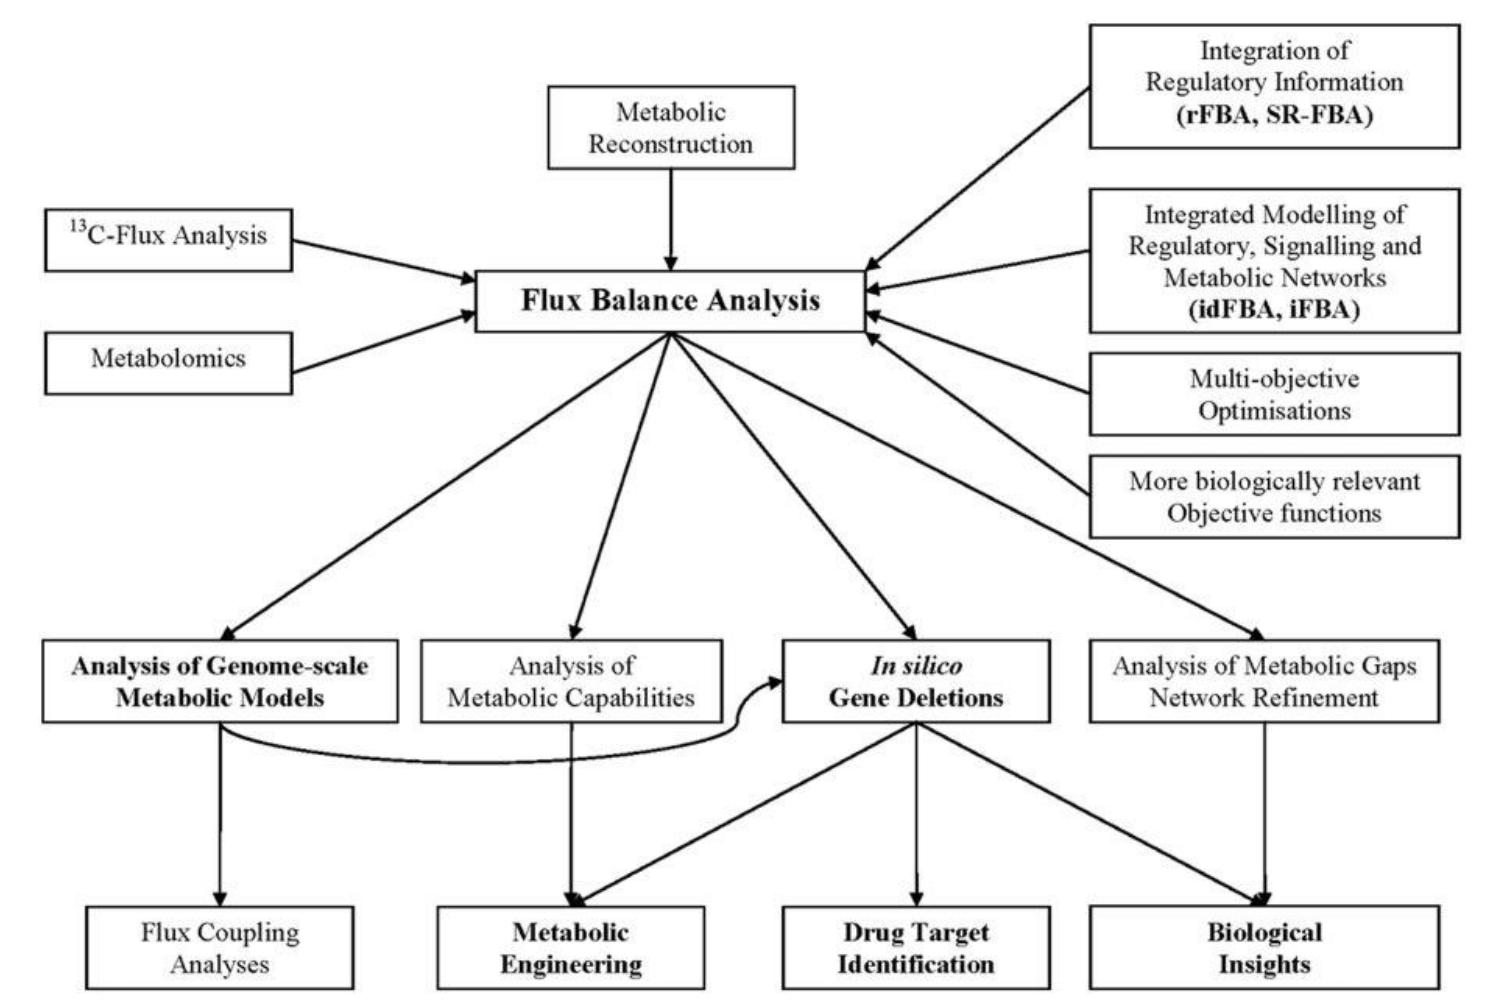 Integration of
Regulatory Information
(rFBA, SR-FBA)
Metabolic
Reconstruction
¹³C-Flux Analysis
Integrated Modelling of
Regulatory, Signalling and
Metabolic Networks
(idFBA, iFBA)
Flux Balance Analysis
Metabolomics
Multi-objective
Optimisations
More biologically relevant
Objective functions
Analysis of Genome-scale
Metabolic Models
Analysis of
Metabolic Capabilities
In silico
Gene Deletions
Analysis of Metabolic Gaps
Network Refinement
Flux Coupling
Analyses
Metabolic
Engineering
Drug Target
Identification
Biological
Insights